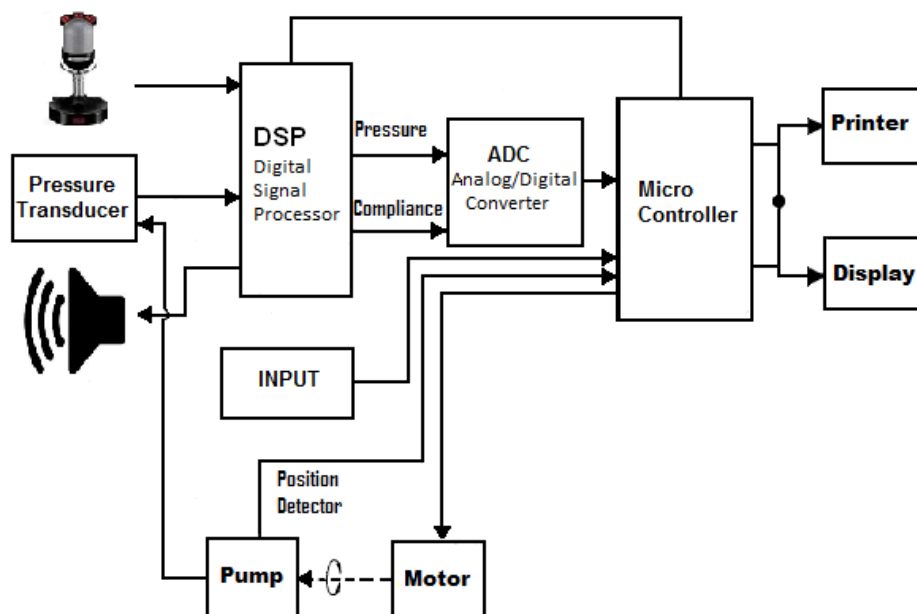 DSP
Digital
Signal
Processor
Pressure
Compliance
ADC
Analog/Digital
Converter
Micro
Controller
Printer
Display
Pressure
Transducer
INPUT
Position
Detector
Pump
Motor